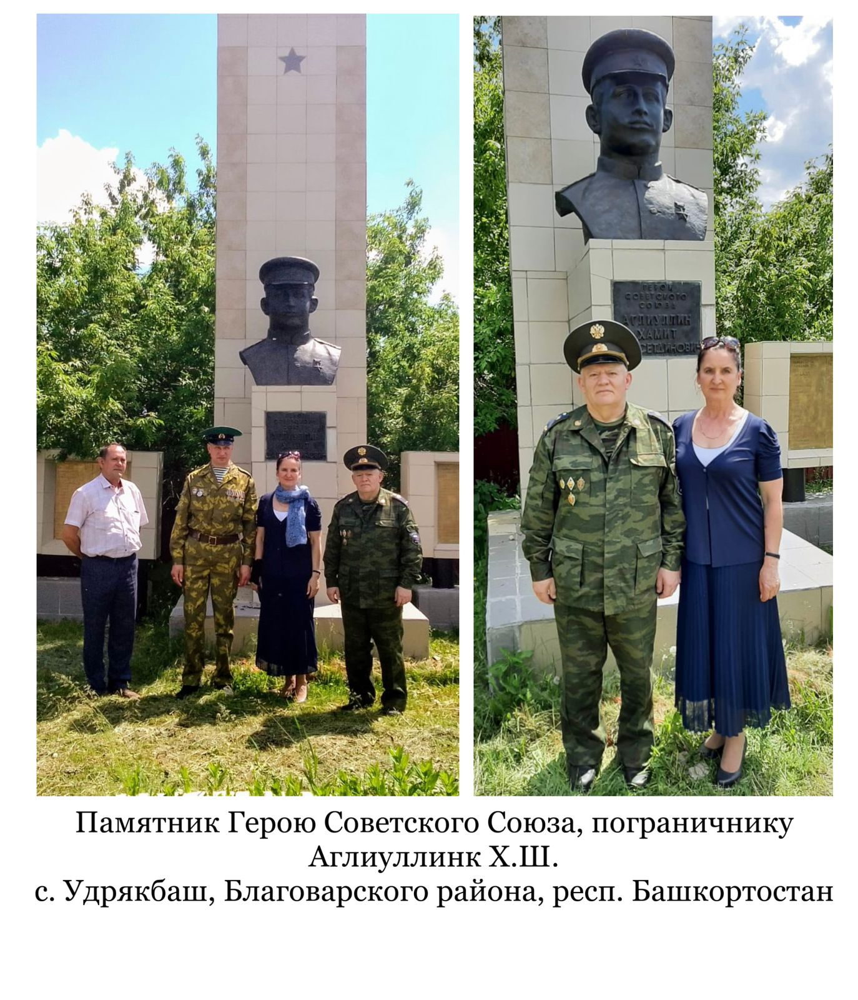 ГЕРОЙ
СОВЕТСКОГО
СОЮЗА
АГЛИУЛЛИН
ХАМИТ
Памятник Герою Советского Союза, пограничнику
Аглиуллинк Х.Ш.
с. Удрякбаш, Благоварского района, респ. Башкортостан